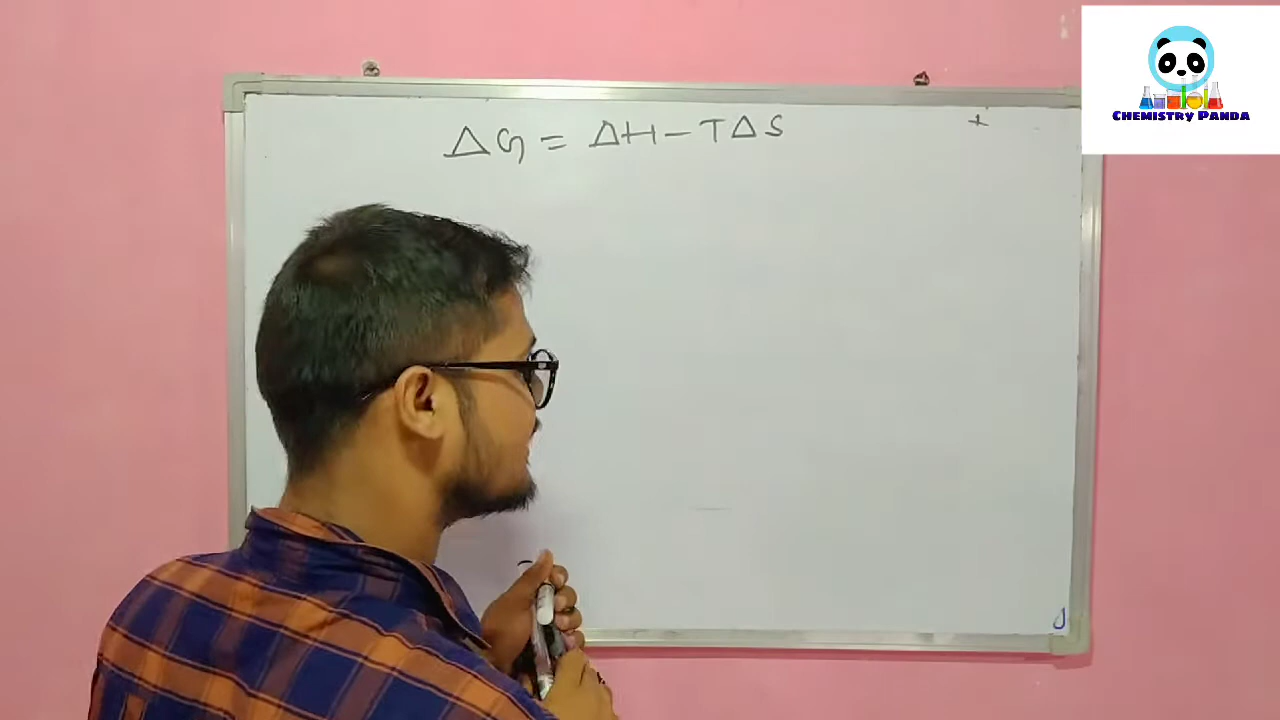 ΔG = ΔH - TΔS
+
CHEMISTRY PANDA